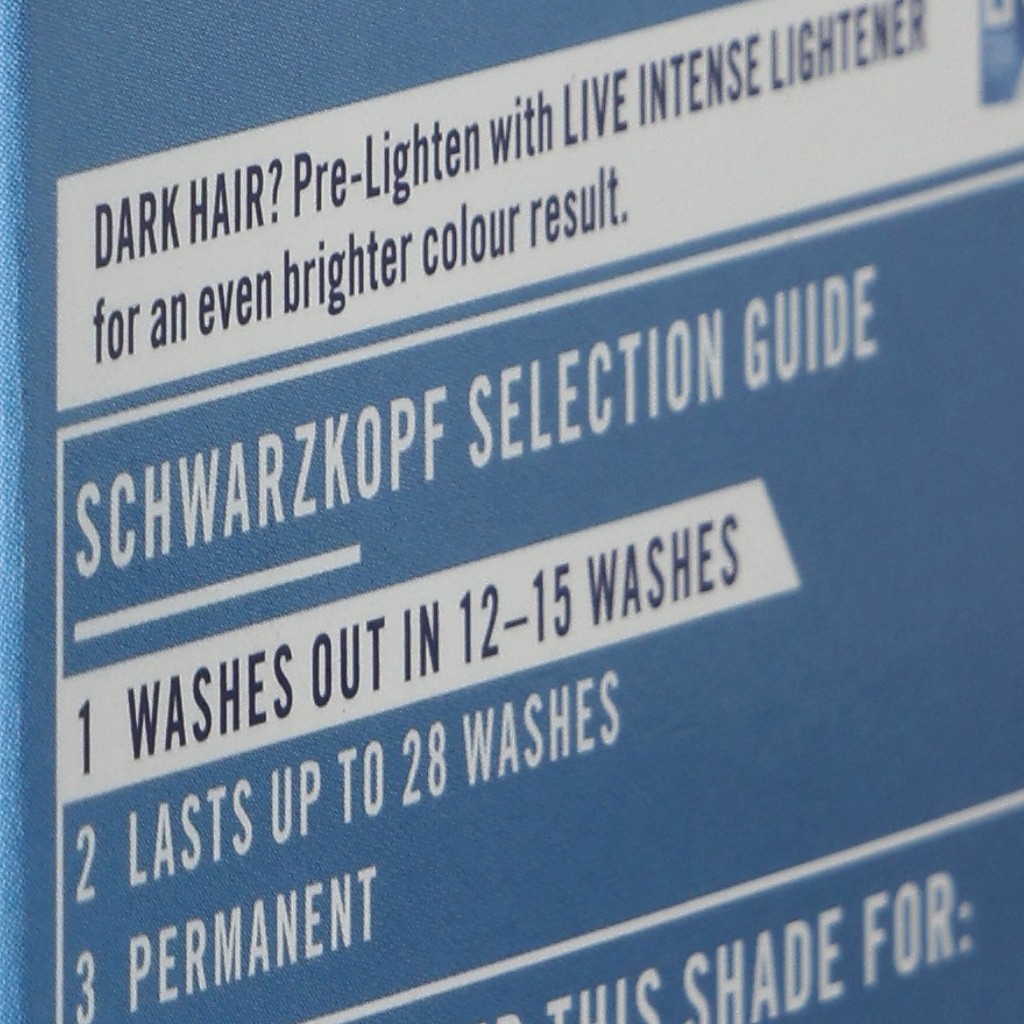 DARK HAIR? Pre-Lighten with LIVE INTENSE LIGHTENER
for an even brighter colour result.
SCHWARZKOPF SELECTION GUIDE
1 WASHES OUT IN 12–15 WASHES
2 LASTS UP TO 28 WASHES
3 PERMANENT
THIS SHADE FOR: